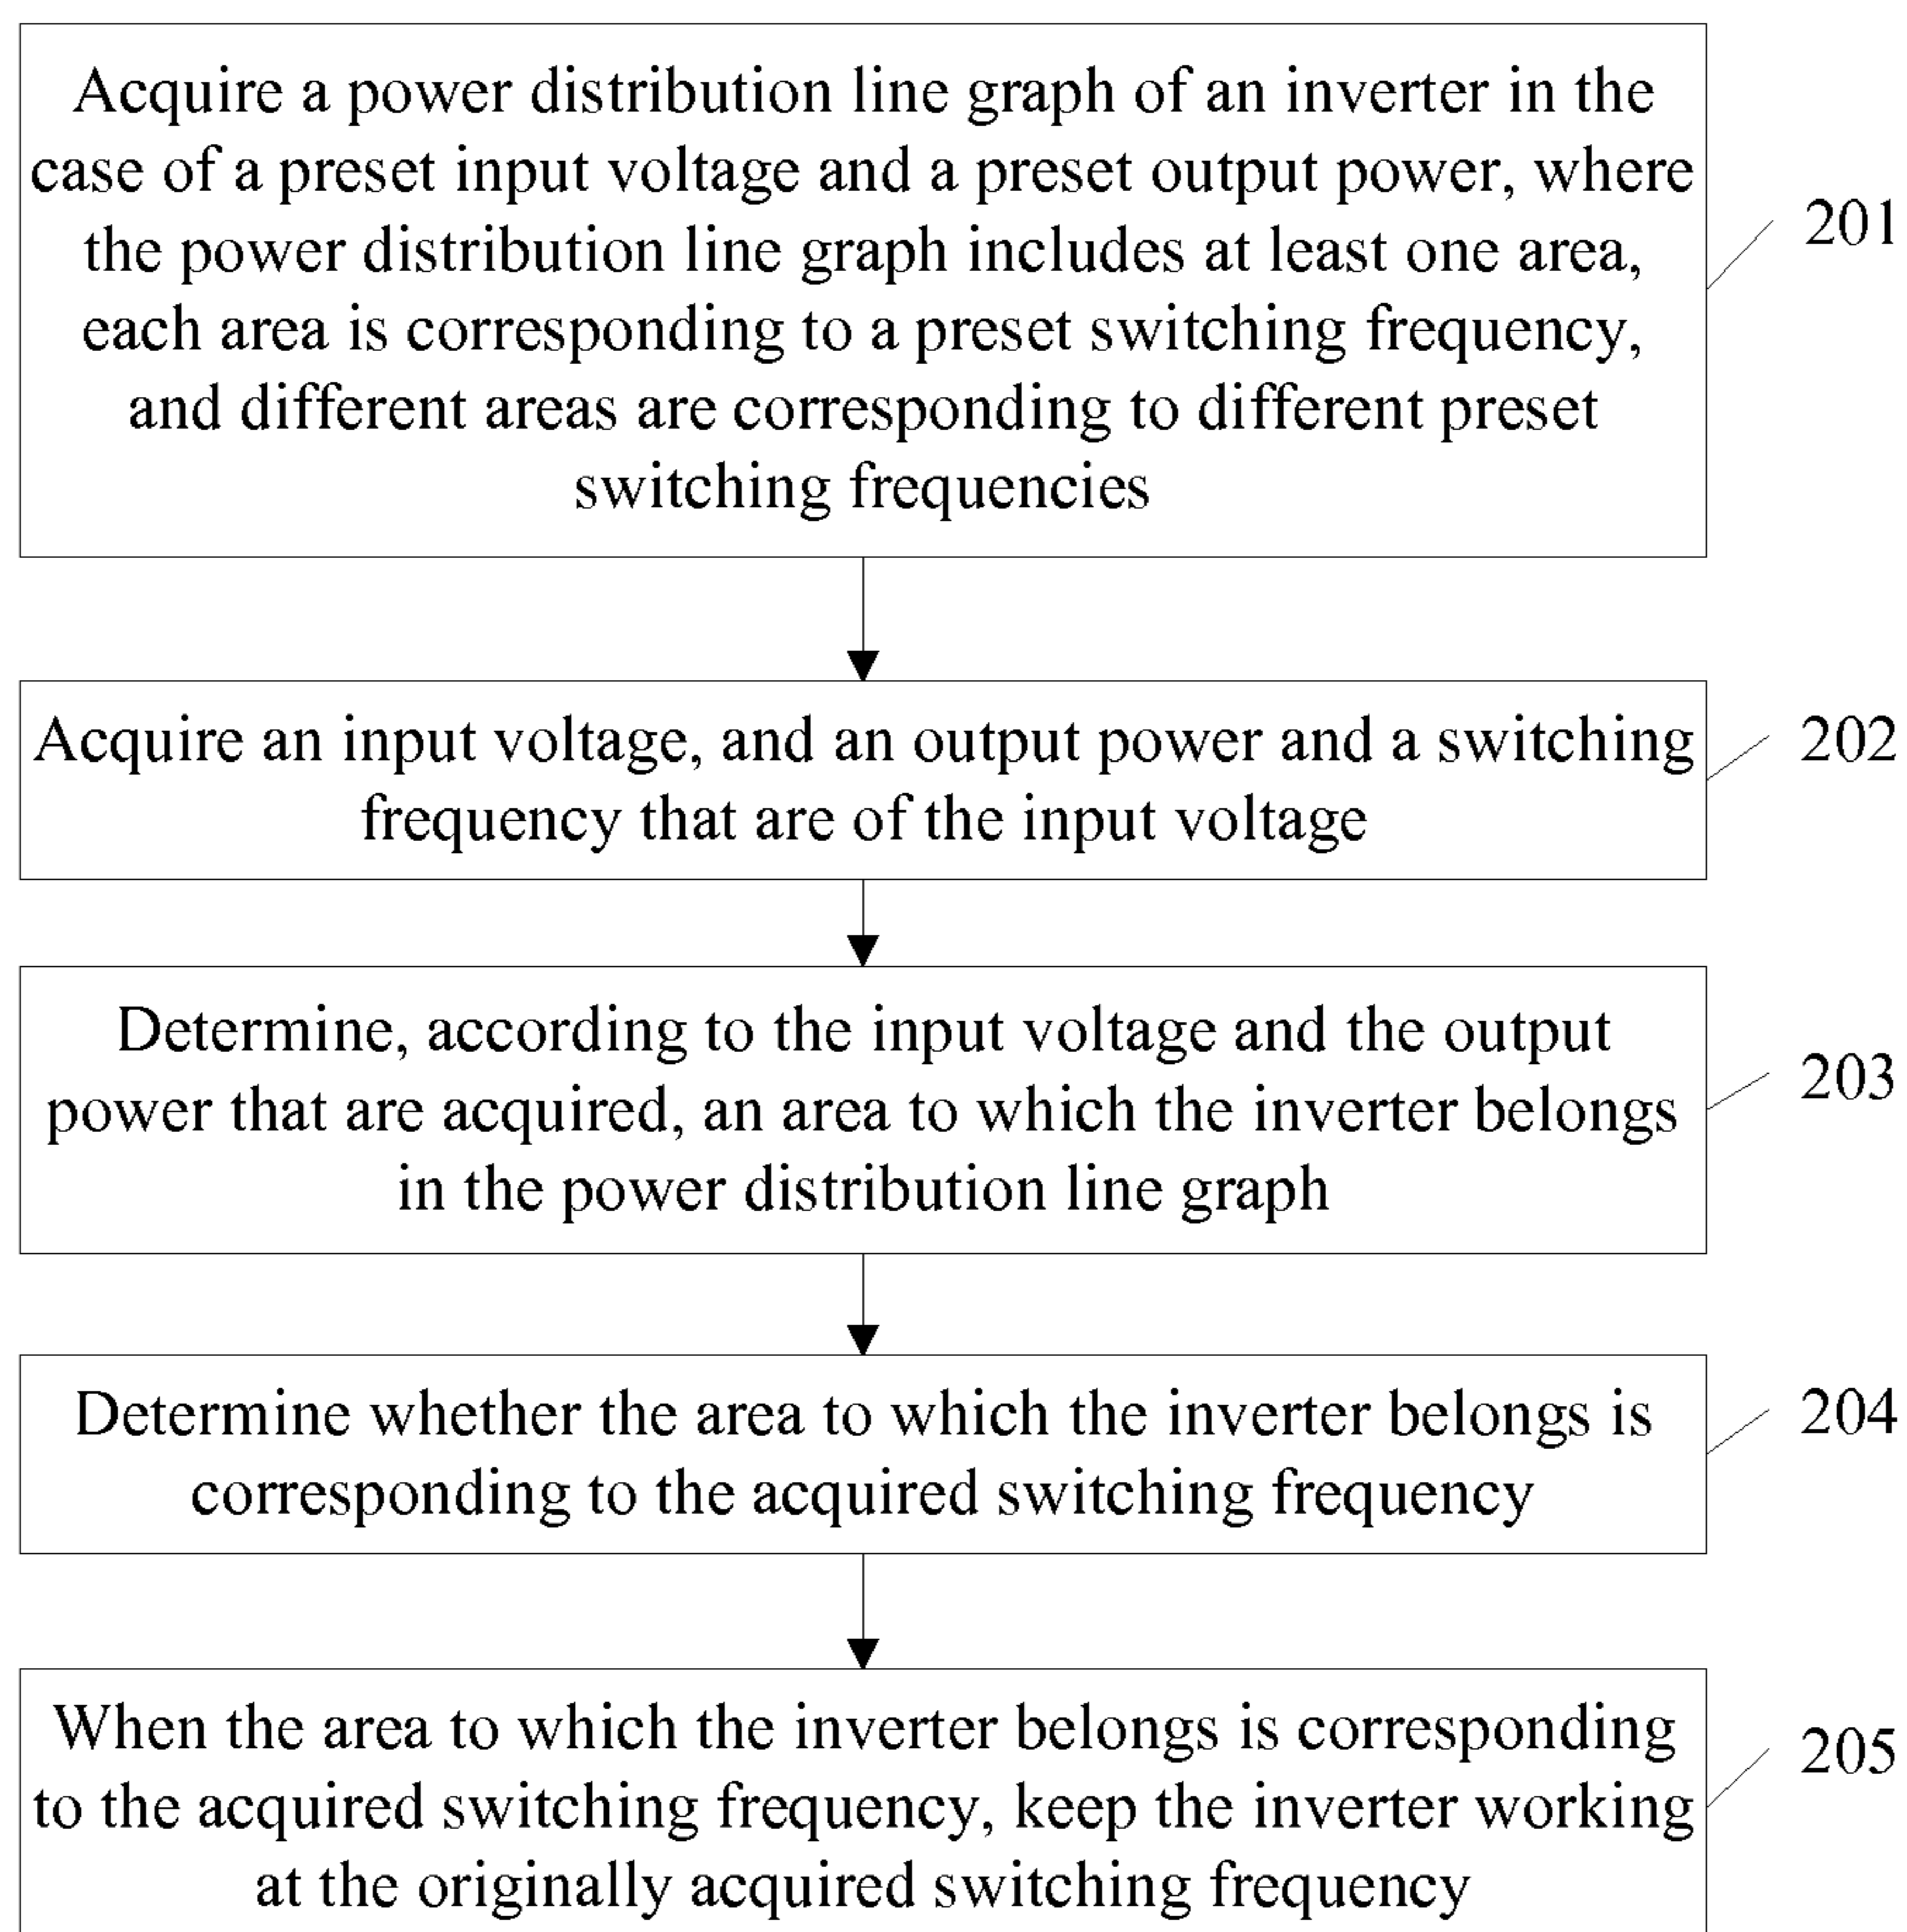 Acquire a power distribution line graph of an inverter in the
case of a preset input voltage and a preset output power, where
the power distribution line graph includes at least one area,
each area is corresponding to a preset switching frequency,
and different areas are corresponding to different preset
switching frequencies
201
Acquire an input voltage, and an output power and a switching
frequency that are of the input voltage
202
Determine, according to the input voltage and the output
power that are acquired, an area to which the inverter belongs
in the power distribution line graph
203
Determine whether the area to which the inverter belongs is
corresponding to the acquired switching frequency
204
When the area to which the inverter belongs is corresponding
to the acquired switching frequency, keep the inverter working
at the originally acquired switching frequency
205